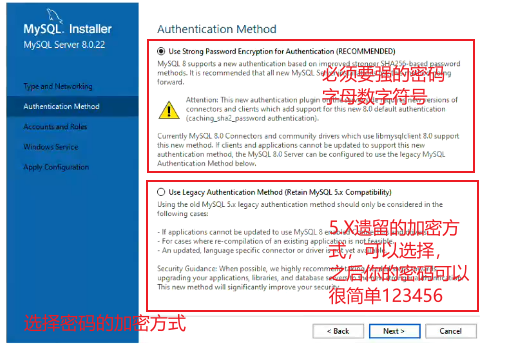 MySQL. Installer
MySQL Server 8.0.22
Type and Networking
Authentication Method
Accounts and Roles
Windows Service
Apply Configuration
Authentication Method
Use Strong Password Encryption for Authentication (RECOMMENDED)
MySQL 8 supports a new authentication based on improved stronger SHA256-based password
methods. It is recommended that all new MySQL Server
forward.
必须要强的密码
字母数字符号
Attention: This new authentication plugin on the versions of
connectors and clients which add support for this new 8.0 default authentication
(caching_sha2_password authentication).
Currently MySQL 8.0 Connectors and community drivers which use libmysqlclient 8.0 support
this new method. If clients and applications cannot be updated to support this new
authentication method, the MySQL 8.0 Server can be configured to use the legacy MySQL
Authentication Method below.
Use Legacy Authentication Method (Retain MySQL 5.x Compatibility)
Using the old MySQL 5.x legacy authentication method should only be considered in the
following cases:
- If applications cannot be updated to use MySQL 8
- For cases where re-compilation of an existing application is not feasible.
- An updated, language specific connector or driver is not yet available.
5.X遗留的加密方
式，可以选择，
之后你的密码可以
很简单123456
Security Guidance: When possible, we highly recommend
upgrading your applications, libraries, and database
This new method will significantly improve your security.
选择密码的加密方式
< Back
Next >
Cancel